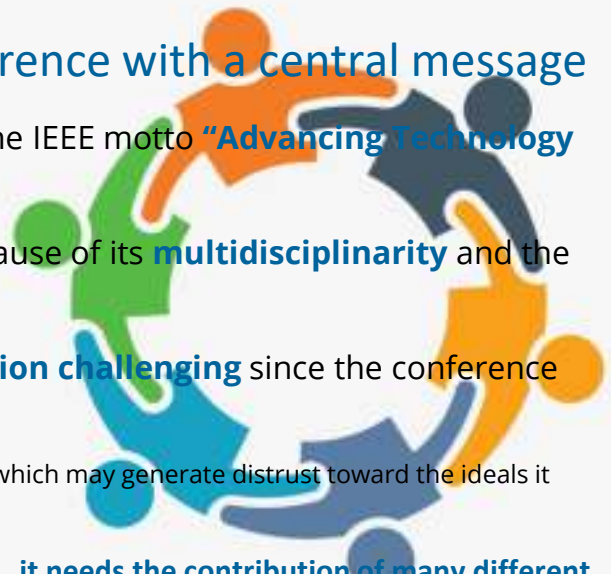 rence with a central message
he IEEE motto “Advancing Technology
ause of its multidisciplinarity and the
ion challenging since the conference
which may generate distrust toward the ideals it
it needs the contribution of many different